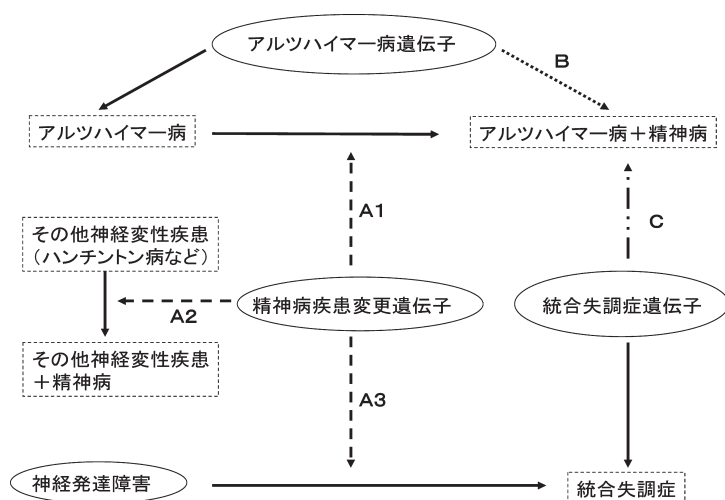 アルツハイマー病遺伝子
B
アルツハイマー病
アルツハイマー病＋精神病
A1
C
その他神経変性疾患
（ハンチントン病など）
精神病疾患変更遺伝子
統合失調症遺伝子
A2
その他神経変性疾患
＋精神病
A3
神経発達障害
統合失調症